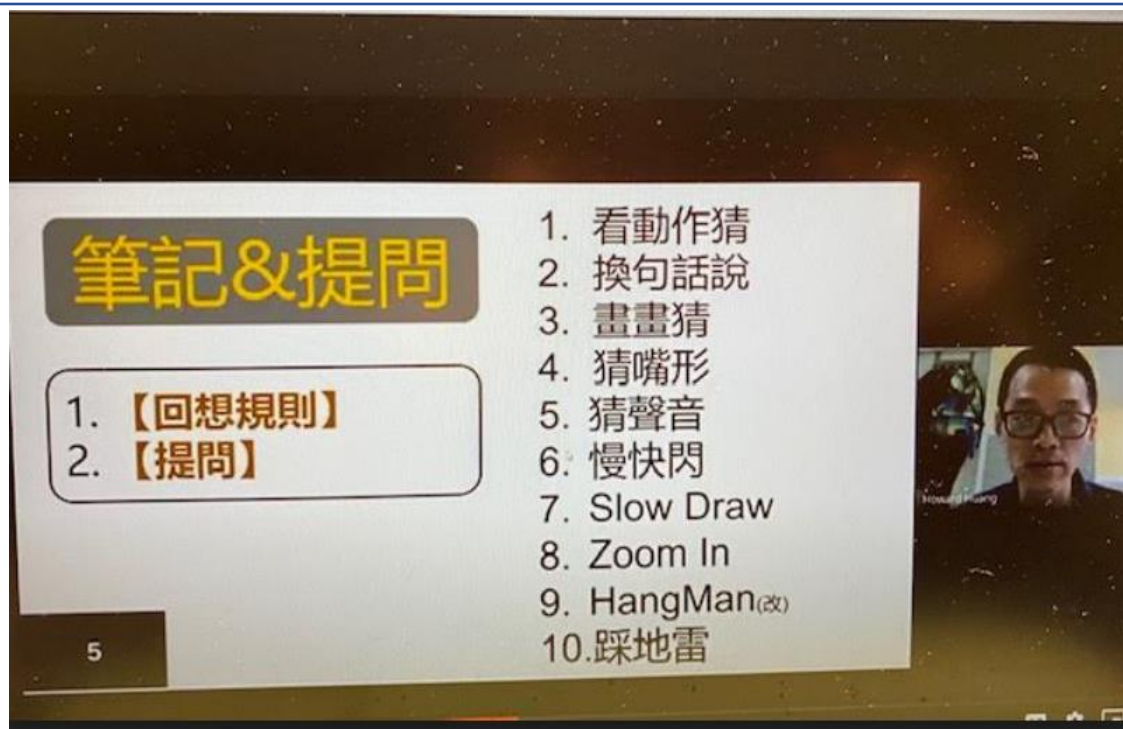 筆記&提問
1. 【回想規則】
2. 【提問】
5
1. 看動作猜
2. 換句話說
3. 畫畫猜
4. 猜嘴形
5. 猜聲音
6. 慢快閃
7. Slow Draw
8. Zoom In
9. HangMan(改)
10.踩地雷
Howard Huang